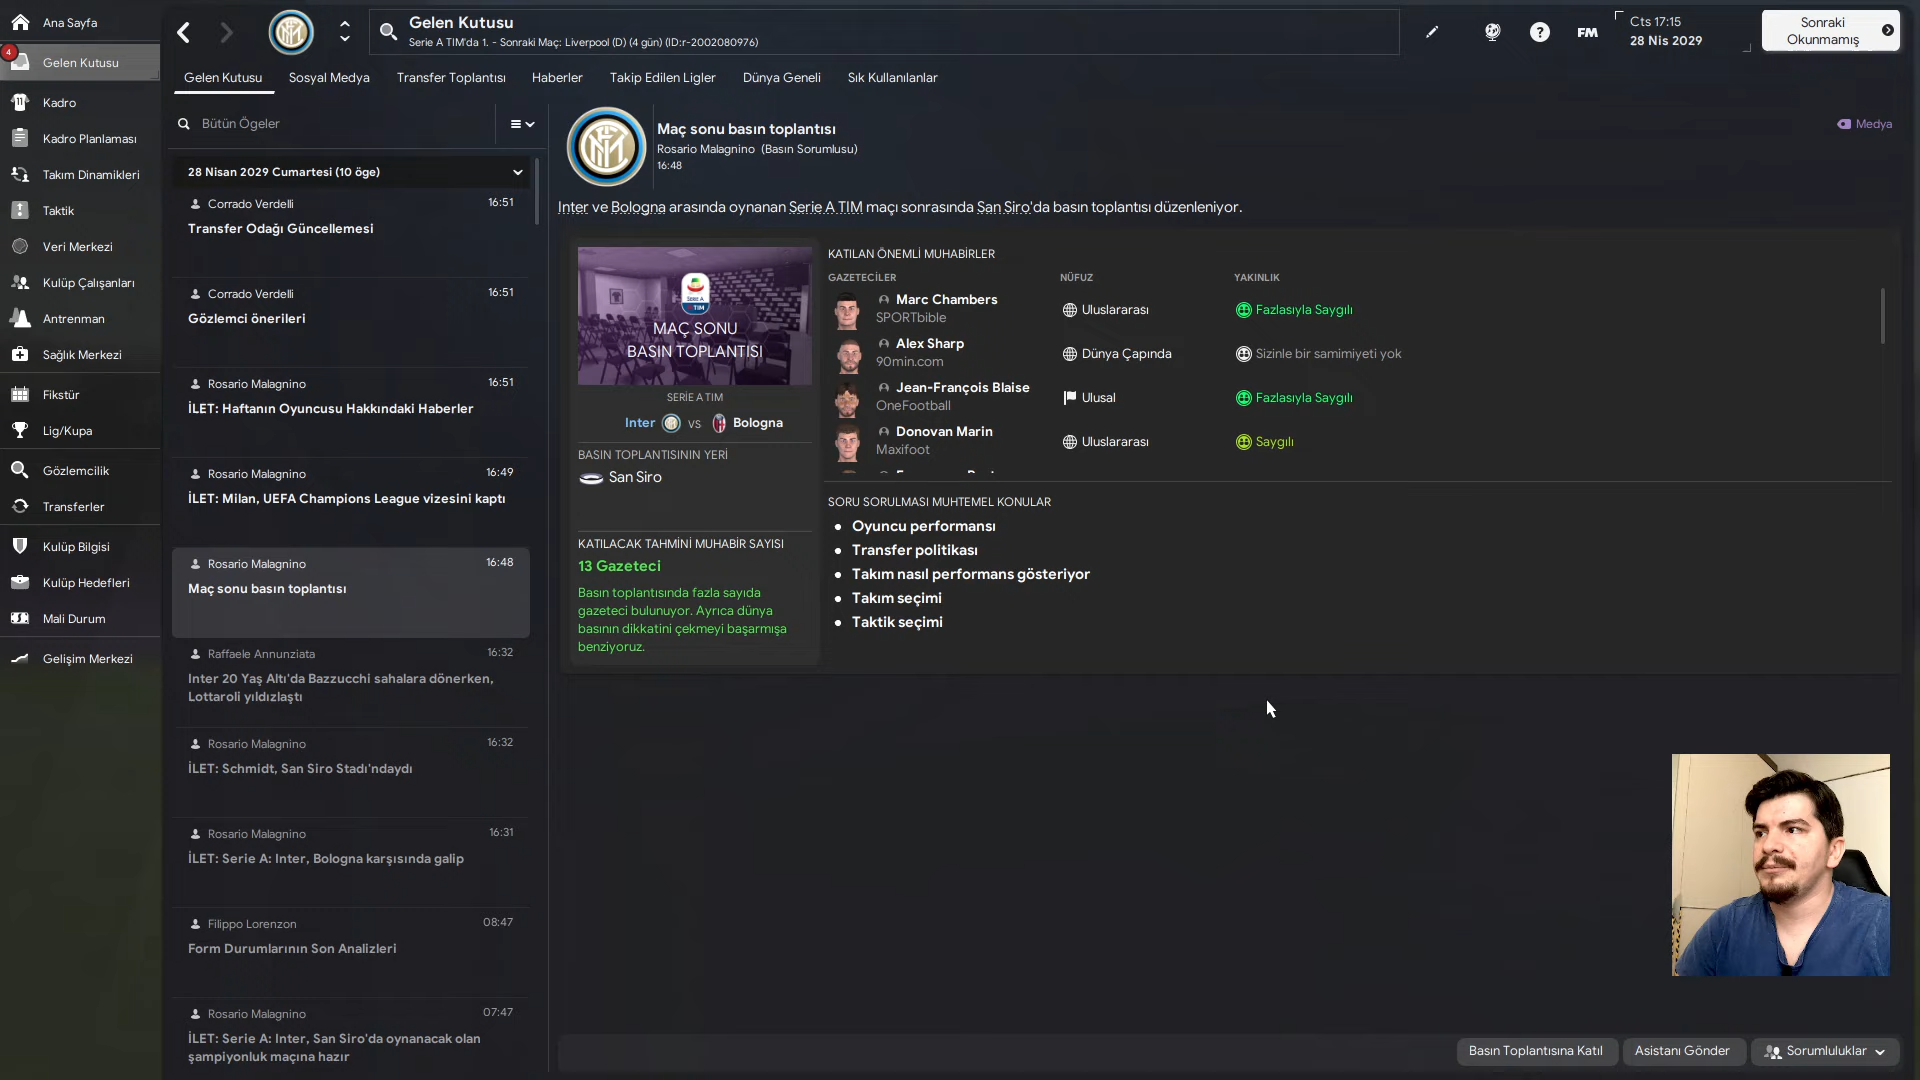 Ana Sayfa
4
Gelen Kutusu
Kadro
Kadro Planlaması
Takım Dinamikleri
Taktik
Veri Merkezi
Kulüp Çalışanları
Antrenman
Sağlık Merkezi
Fikstür
Lig/Kupa
Gözlemcilik
Transferler
Kulüp Bilgisi
Kulüp Hedefleri
Mali Durum
Gelişim Merkezi
Gelen Kutusu
Serie A TIM'da 1. - Sonraki Maç: Liverpool (D) (4 gün) (ID:r-2002080976)
FM
Cts 17:15
28 Nis 2029
Sonraki
Okunmamış
Gelen Kutusu
Sosyal Medya
Transfer Toplantısı
Haberler
Takip Edilen Ligler
Dünya Geneli
Sık Kullanılanlar
Bütün Ögeler
28 Nisan 2029 Cumartesi (10 öge)
Corrado Verdelli 16:51
Transfer Odağı Güncellemesi
Corrado Verdelli 16:51
Gözlemci önerileri
Rosario Malagnino 16:51
İLET: Haftanın Oyuncusu Hakkındaki Haberler
Rosario Malagnino 16:49
İLET: Milan, UEFA Champions League vizesini kaptı
Rosario Malagnino 16:48
Maç sonu basın toplantısı
Raffaele Annunziata 16:32
Inter 20 Yaş Altı'da Bazzucchi sahalara dönerken,
Lottaroli yıldızlaştı
Rosario Malagnino 16:32
İLET: Schmidt, San Siro Stadı'ndaydı
Rosario Malagnino 16:31
İLET: Serie A: Inter, Bologna karşısında galip
Filippo Lorenzon 08:47
Form Durumlarının Son Analizleri
Rosario Malagnino 07:47
İLET: Serie A: Inter, San Siro'da oynanacak olan
şampiyonluk maçına hazır
Maç sonu basın toplantısı
Rosario Malagnino (Basın Sorumlusu)
16:48
Medya
Inter ve Bologna arasında oynanan Serie A TIM maçı sonrasında San Siro'da basın toplantısı düzenleniyor.
SERIE A
TIM
MAÇ SONU
BASIN TOPLANTISI
SERIE A TIM
Inter vs Bologna
BASIN TOPLANTISININ YERİ
San Siro
KATILACAK TAHMİNİ MUHABİR SAYISI
13 Gazeteci
Basın toplantısında fazla sayıda
gazeteci bulunuyor. Ayrıca dünya
basının dikkatini çekmeyi başarmışa
benziyoruz.
KATILAN ÖNEMLİ MUHABİRLER
GAZETECİLER NÜFUZ YAKINLIK
Marc Chambers
SPORTbible
Uluslararası
Fazlasıyla Saygılı
Alex Sharp
90min.com
Dünya Çapında
Sizinle bir samimiyeti yok
Jean-François Blaise
OneFootball
Ulusal
Fazlasıyla Saygılı
Donovan Marin
Maxifoot
Uluslararası
Saygılı
SORU SORULMASI MUHTEMEL KONULAR
Oyuncu performansı
Transfer politikası
Takım nasıl performans gösteriyor
Takım seçimi
Taktik seçimi
Basın Toplantısına Katıl
Asistanı Gönder
Sorumluluklar